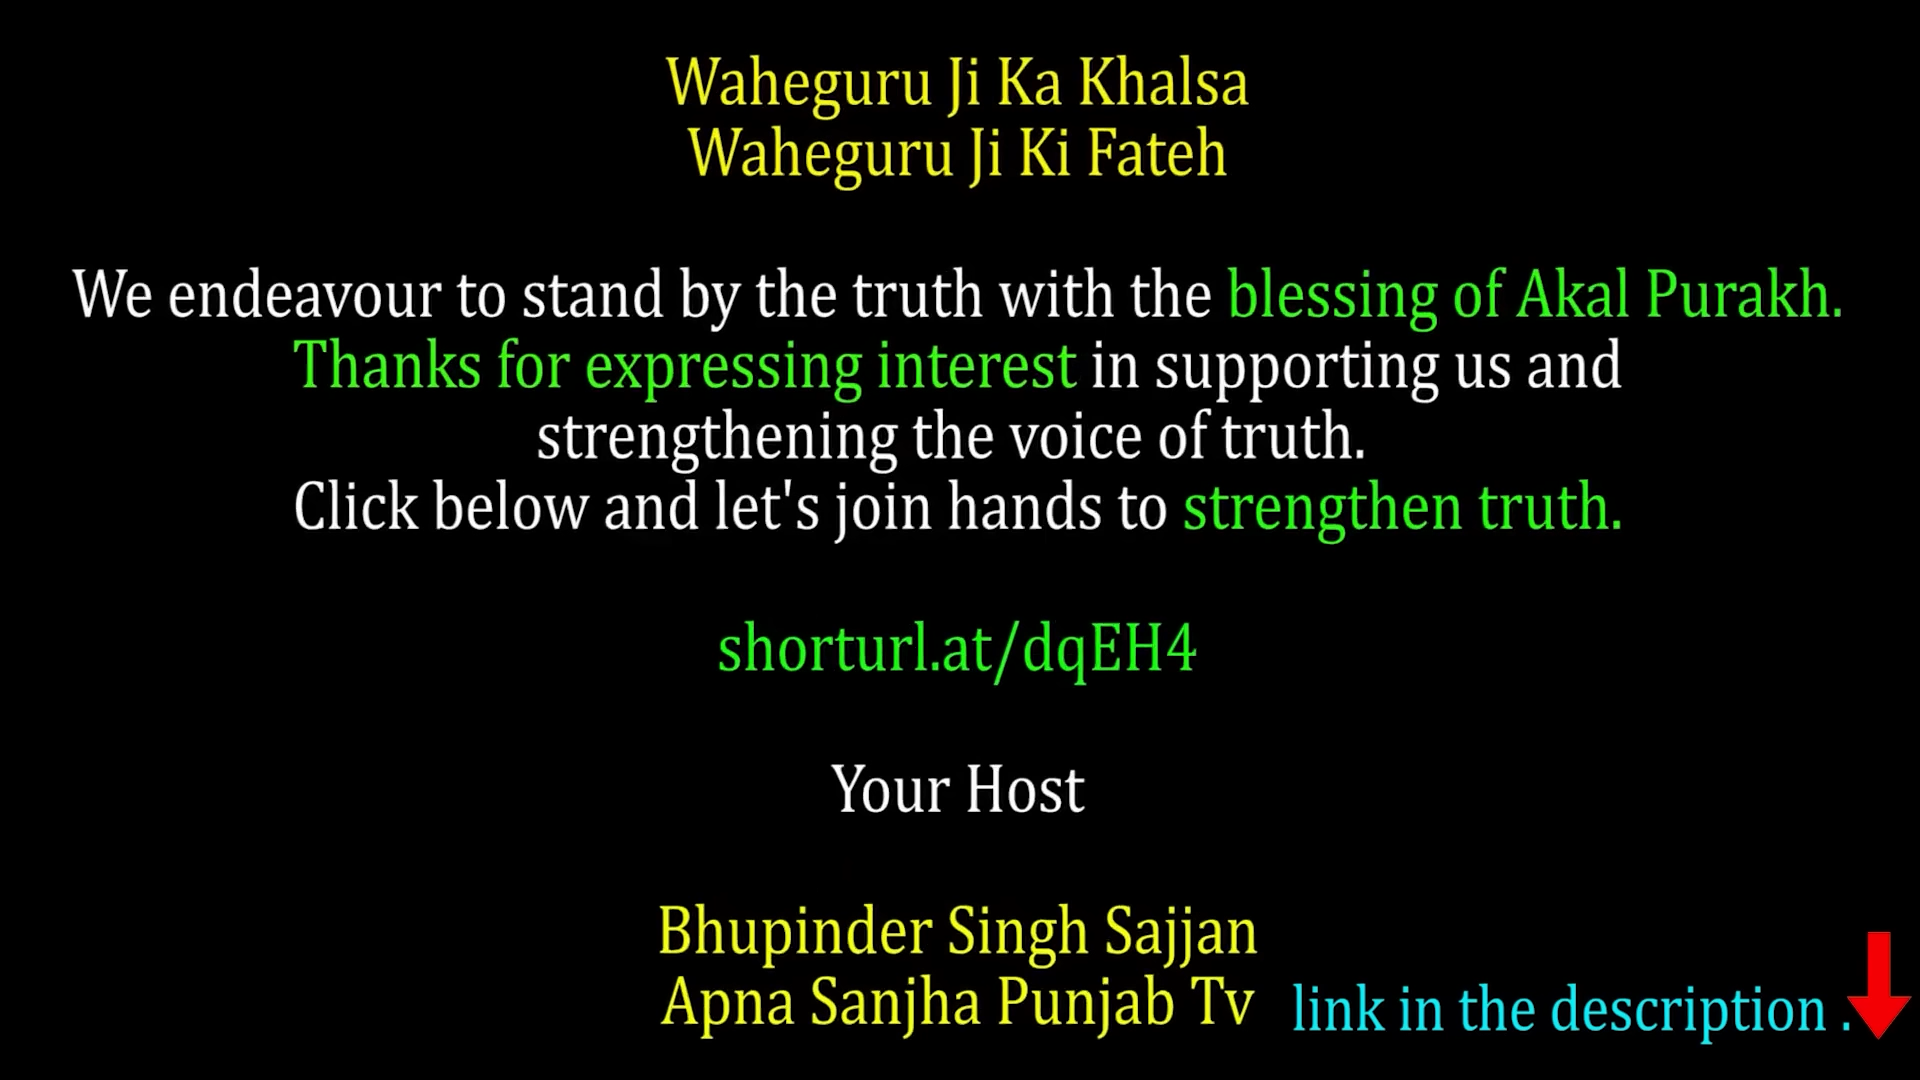 Waheguru Ji Ka Khalsa
Waheguru Ji Ki Fateh
We endeavour to stand by the truth with the blessing of Akal Purakh.
Thanks for expressing interest in supporting us and
strengthening the voice of truth.
Click below and let's join hands to strengthen truth.
shorturl.at/dqEH4
Your Host
Bhupinder Singh Sajjan
Apna Sanjha Punjab Tv
link in the description .